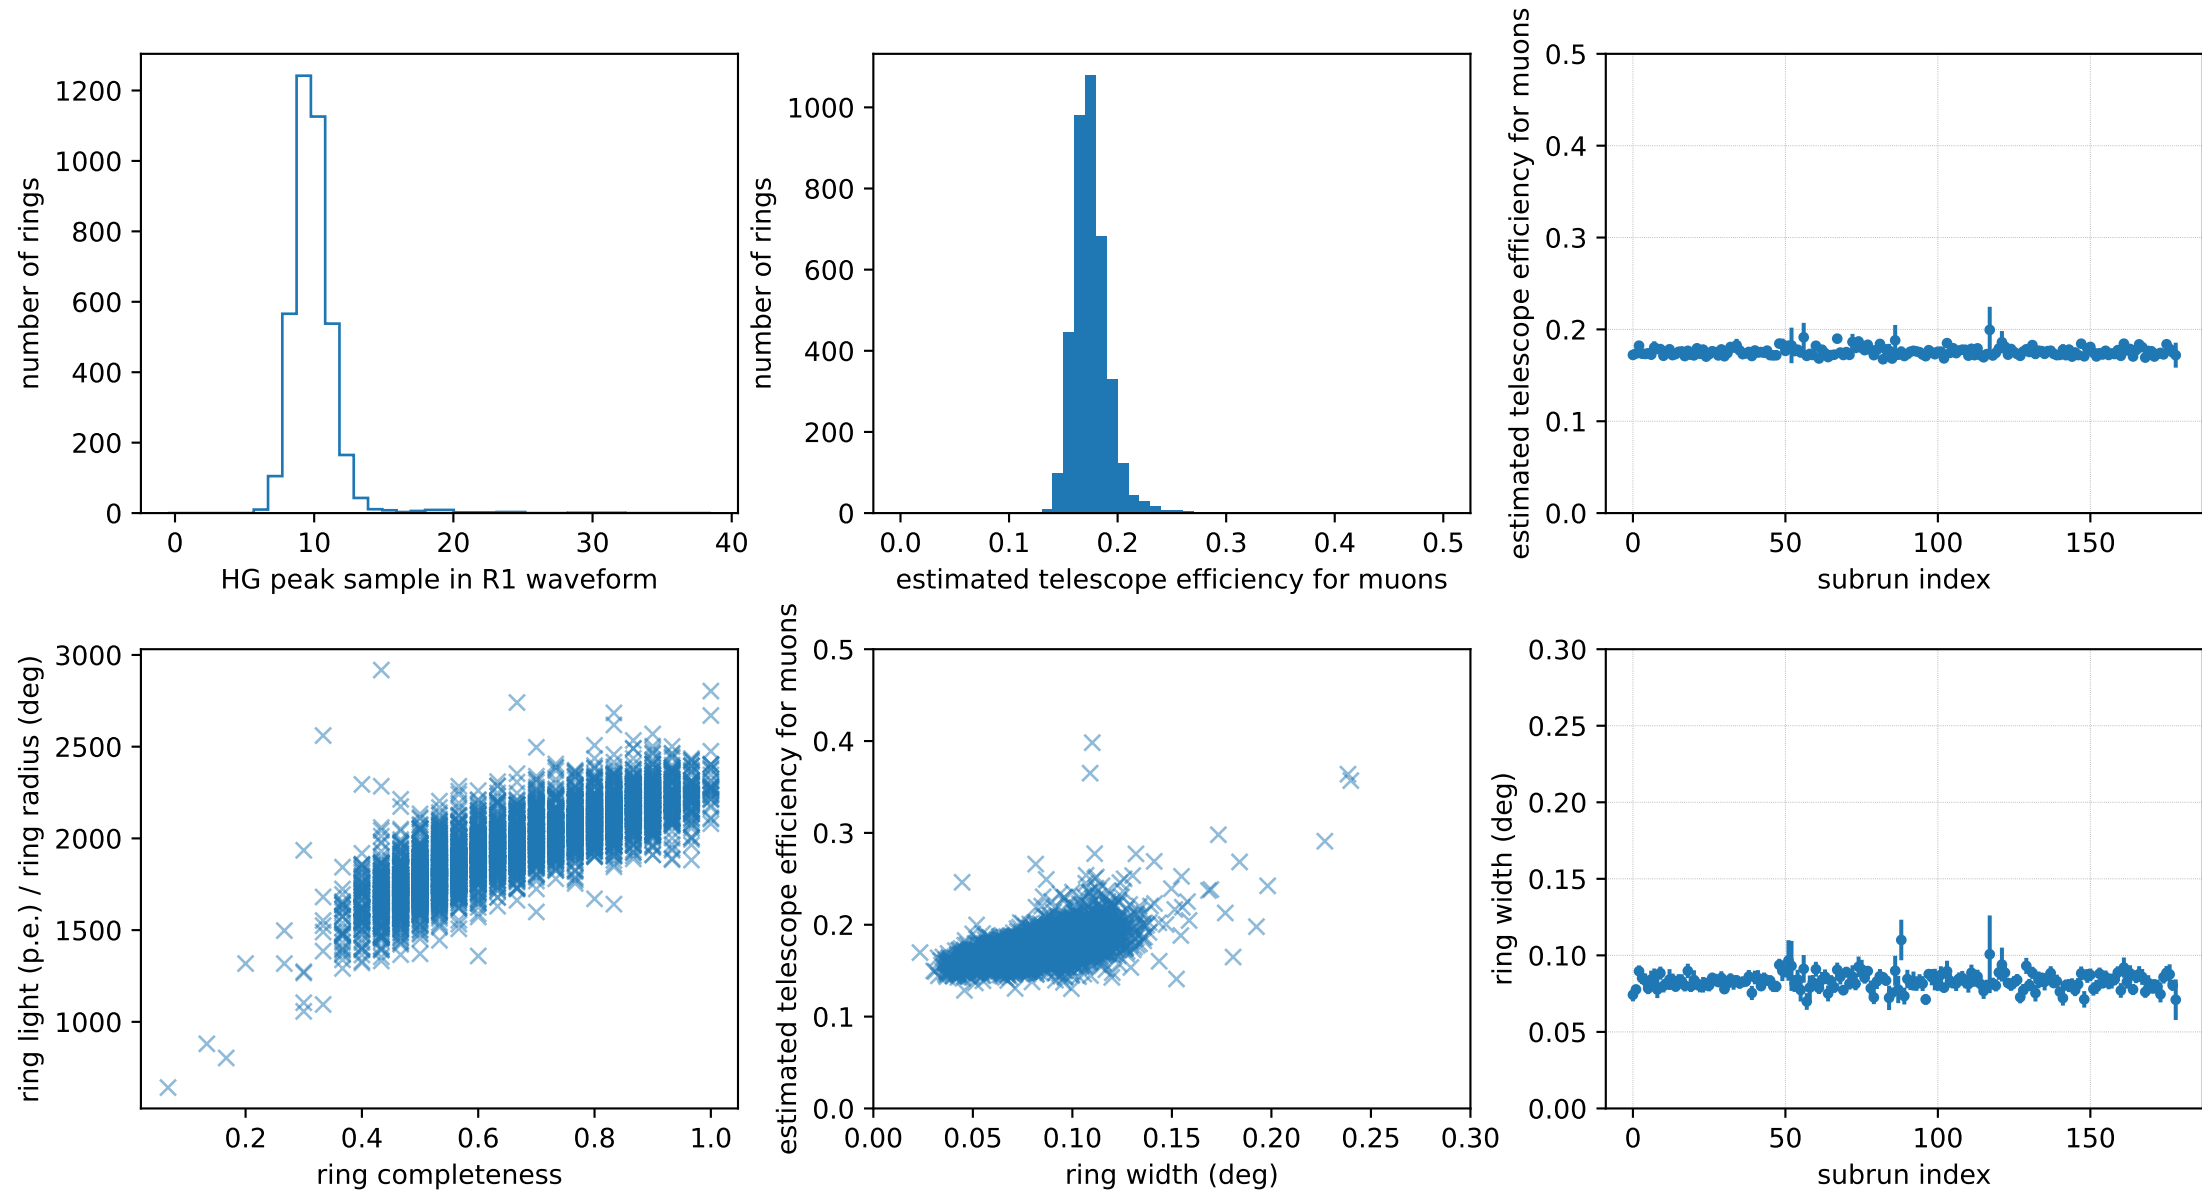 number of rings
1200
1000
800
600
400
200
0
0 10 20 30 40
HG peak sample in R1 waveform
number of rings
1000
800
600
400
200
0
0.0 0.1 0.2 0.3 0.4 0.5
estimated telescope efficiency for muons
estimated telescope efficiency for muons
0.5
0.4
0.3
0.2
0.1
0.0
0 50 100 150
subrun index
ring light (p.e.) / ring radius (deg)
3000
2500
2000
1500
1000
0.2 0.4 0.6 0.8 1.0
ring completeness
estimated telescope efficiency for muons
0.5
0.4
0.3
0.2
0.1
0.0
0.00 0.05 0.10 0.15 0.20 0.25 0.30
ring width (deg)
ring width (deg)
0.30
0.25
0.20
0.15
0.10
0.05
0.00
0 50 100 150
subrun index